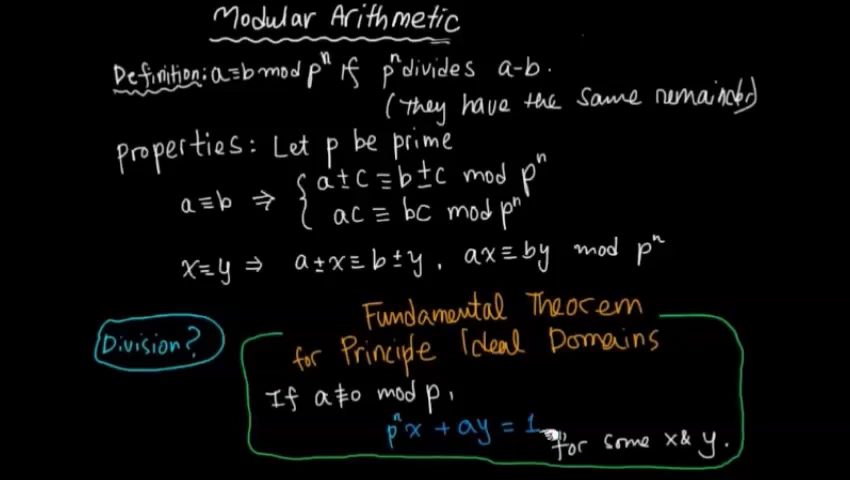 Modular Arithmetic
Definition: a≡b mod pⁿ if pⁿ divides a-b.
(They have the same remainder)
Properties: Let p be prime
a≡b ⇒ { a±c ≡ b±c mod pⁿ
ac ≡ bc mod pⁿ
x≡y ⇒ a±x ≡ b±y, ax≡by mod pⁿ
Fundamental Theorem
for Principle Ideal Domains
Division?
If a≢0 mod p,
pⁿx + ay = 1
for some x & y.